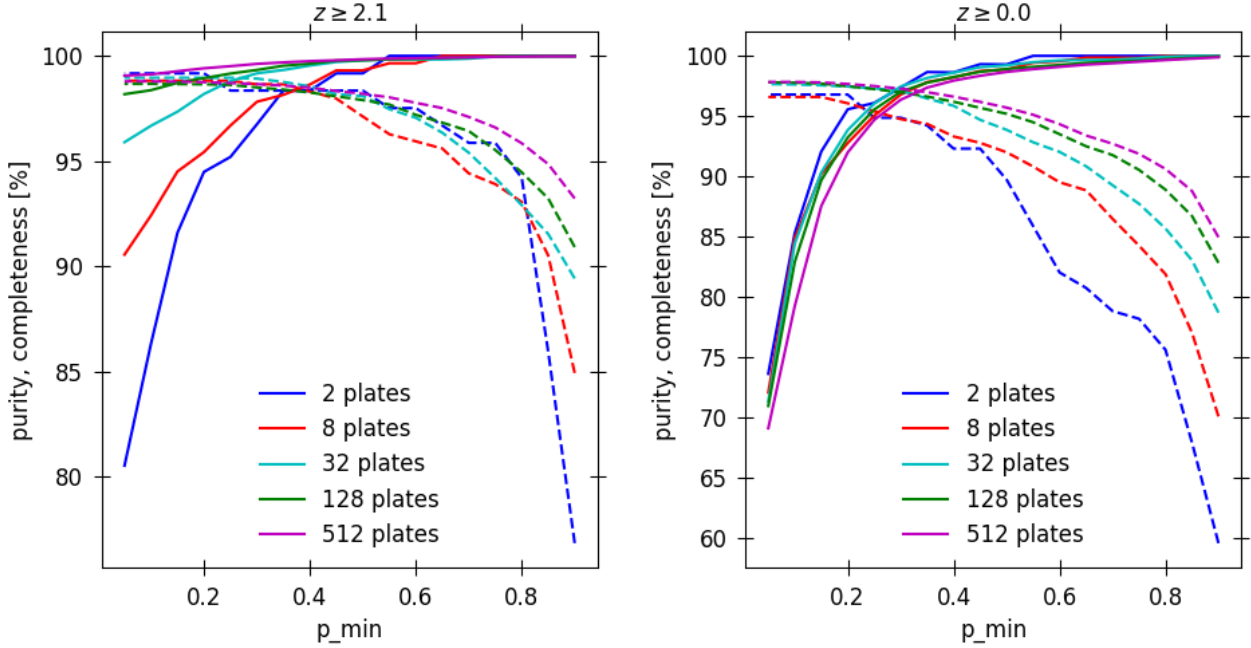 z ≥ 2.1
100
95
90
85
80
purity, completeness [%]
0.2
0.4
0.6
0.8
p_min
2 plates
8 plates
32 plates
128 plates
512 plates
z ≥ 0.0
100
95
90
85
80
75
70
65
60
purity, completeness [%]
0.2
0.4
0.6
0.8
p_min
2 plates
8 plates
32 plates
128 plates
512 plates